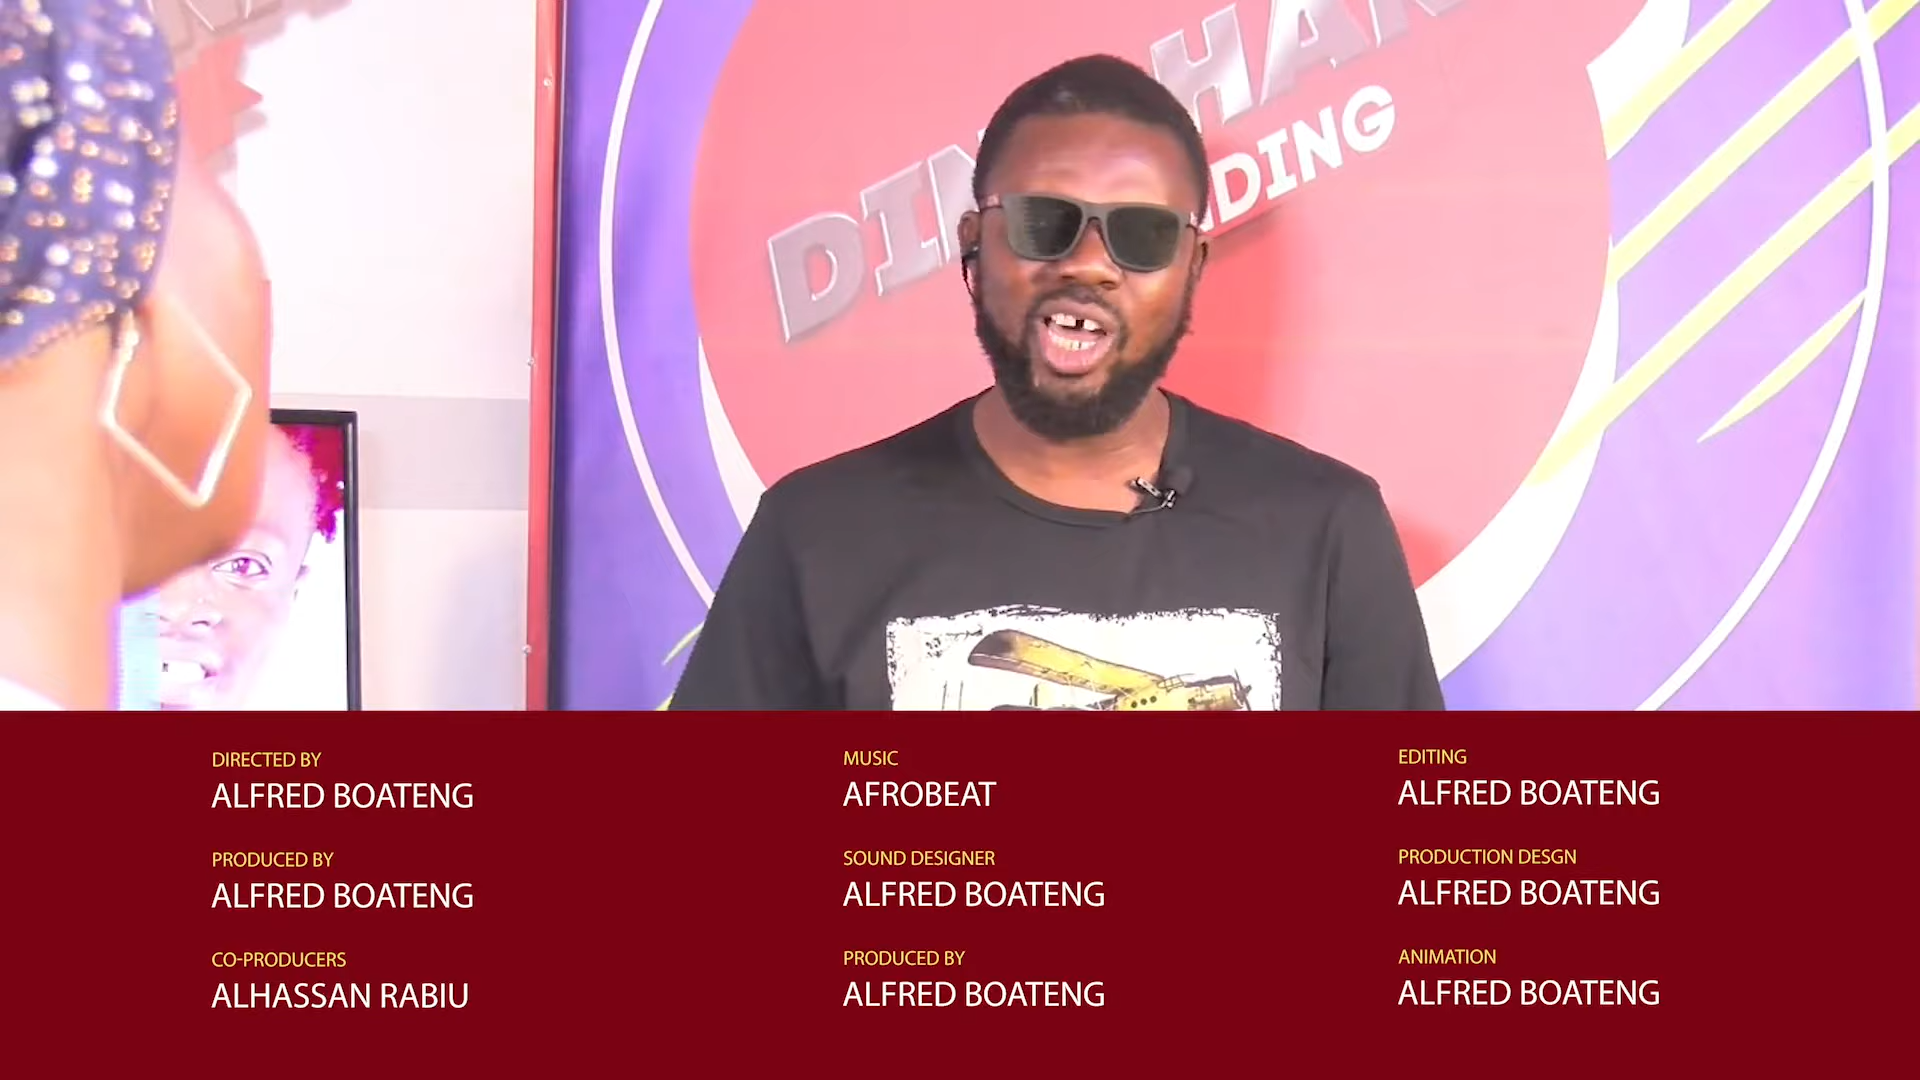 DING
DIRECTED BY
ALFRED BOATENG
PRODUCED BY
ALFRED BOATENG
CO-PRODUCERS
ALHASSAN RABIU
MUSIC
AFROBEAT
SOUND DESIGNER
ALFRED BOATENG
PRODUCED BY
ALFRED BOATENG
EDITING
ALFRED BOATENG
PRODUCTION DESGN
ALFRED BOATENG
ANIMATION
ALFRED BOATENG